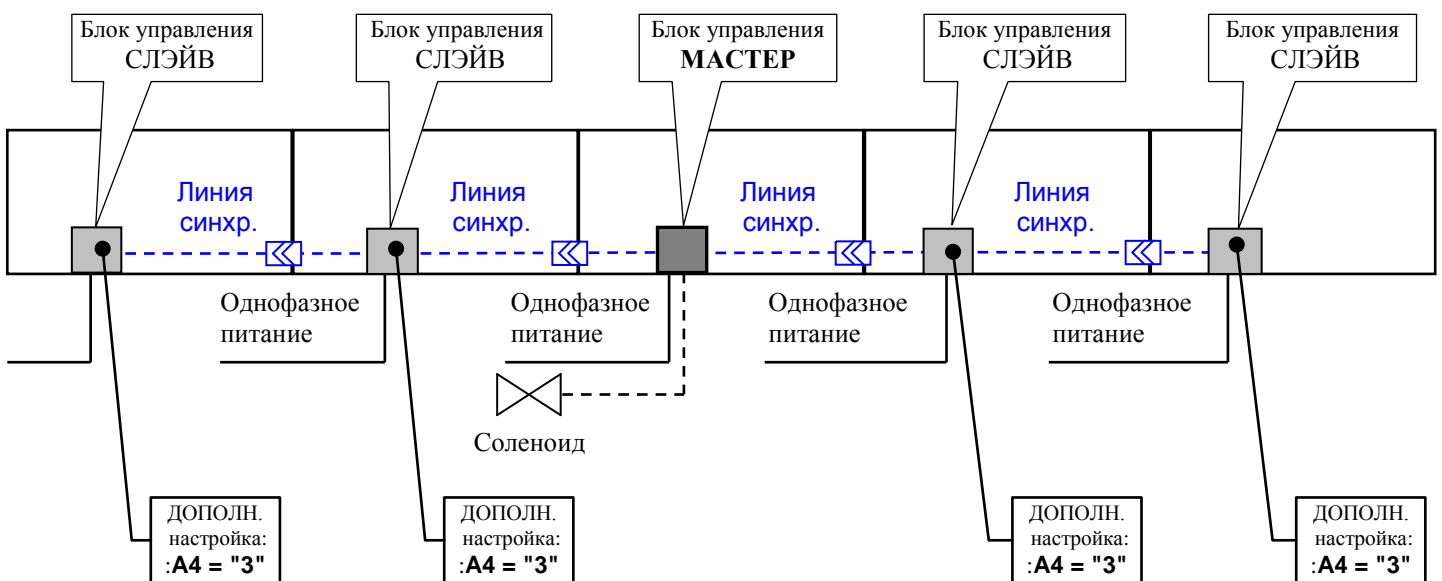 Блок управления
СЛЭЙВ
Блок управления
СЛЭЙВ
Блок управления
МАСТЕР
Блок управления
СЛЭЙВ
Блок управления
СЛЭЙВ
Линия
синхр.
Линия
синхр.
Линия
синхр.
Линия
синхр.
Однофазное
питание
Однофазное
питание
Однофазное
питание
Однофазное
питание
Соленоид
ДОПОЛН.
настройка:
:A4 = "3"
ДОПОЛН.
настройка:
:A4 = "3"
ДОПОЛН.
настройка:
:A4 = "3"
ДОПОЛН.
настройка:
:A4 = "3"